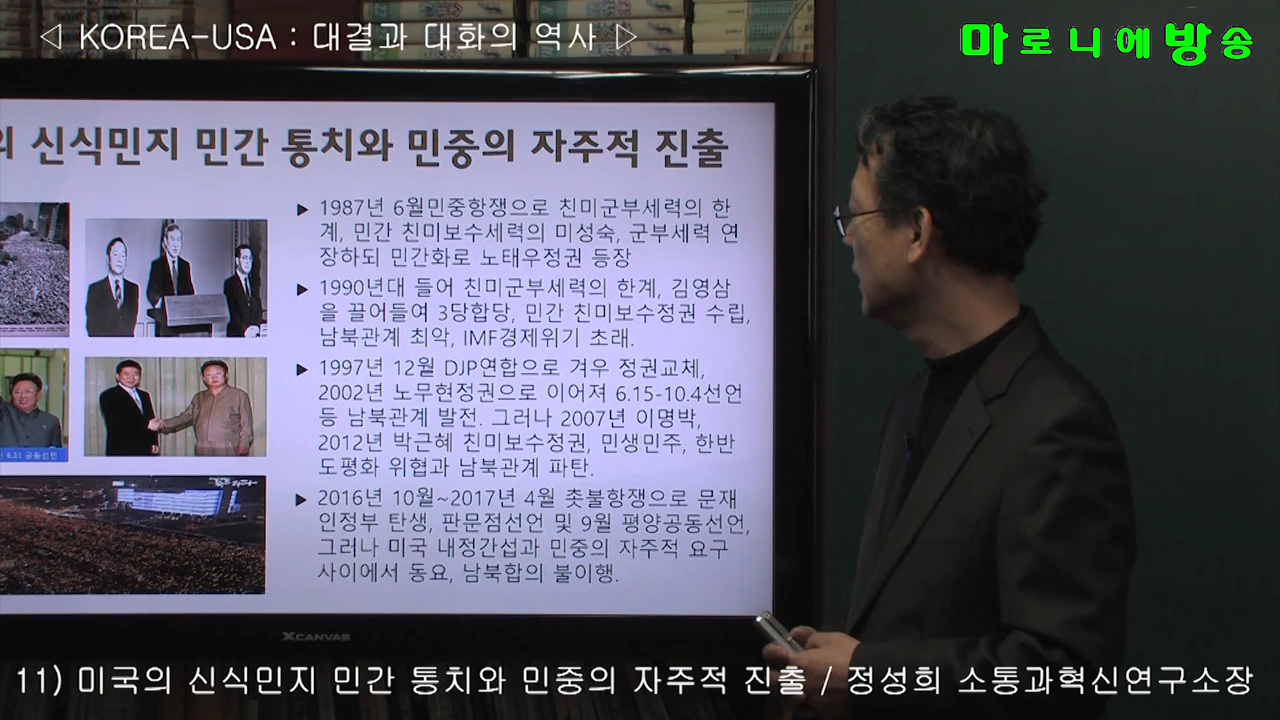 ◁ KOREA-USA : 대결과 대화의 역사 ▷
마로니에방송
의 신식민지 민간 통치와 민중의 자주적 진출
▶ 1987년 6월민중항쟁으로 친미군부세력의 한
계, 민간 친미보수세력의 미성숙, 군부세력 연
장하되 민간화로 노태우정권 등장
▶ 1990년대 들어 친미군부세력의 한계, 김영삼
을 끌어들여 3당합당, 민간 친미보수정권 수립,
남북관계 최악, IMF경제위기 초래.
▶ 1997년 12월 DJP연합으로 겨우 정권교체,
2002년 노무현정권으로 이어져 6.15-10.4선언
등 남북관계 발전. 그러나 2007년 이명박,
2012년 박근혜 친미보수정권, 민생민주, 한반
도평화 위협과 남북관계 파탄.
▶ 2016년 10월~2017년 4월 촛불항쟁으로 문재
인정부 탄생, 판문점선언 및 9월 평양공동선언,
그러나 미국 내정간섭과 민중의 자주적 요구
사이에서 동요, 남북합의 불이행.
6.15 공동선언
XCANVAS
11) 미국의 신식민지 민간 통치와 민중의 자주적 진출 / 정성희 소통과혁신연구소장